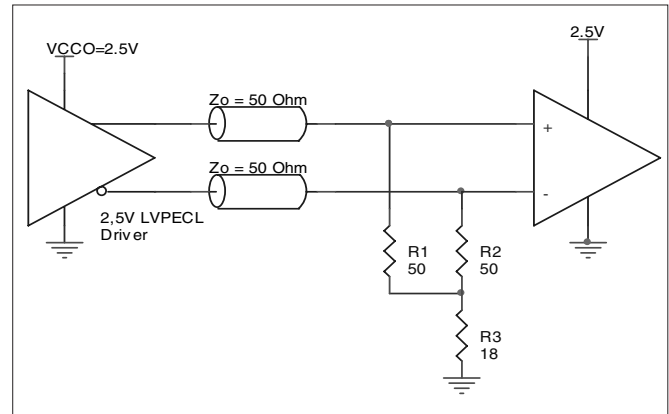 VCCO=2.5V
2.5V
Zo = 50 Ohm
+
Zo = 50 Ohm
-
2,5V LVPECL
Driver
R1
50
R2
50
R3
18